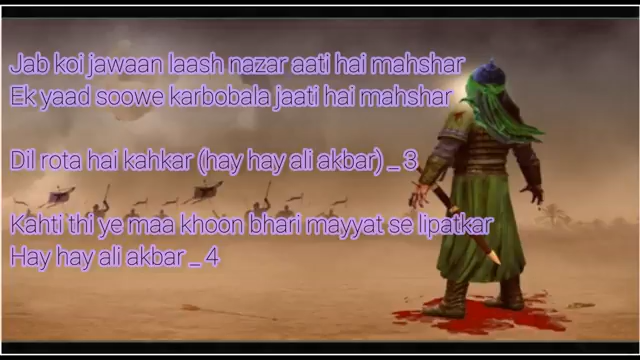 Jab koi jawaan laash nazar aati hai mahshar
Ek yaad soowe karbobala jaati hai mahshar
Dil rota hai kahkar (hay hay ali akbar) _ 3
Kahti thi ye maa khoon bhari mayyat se lipatkar
Hay hay ali akbar _ 4